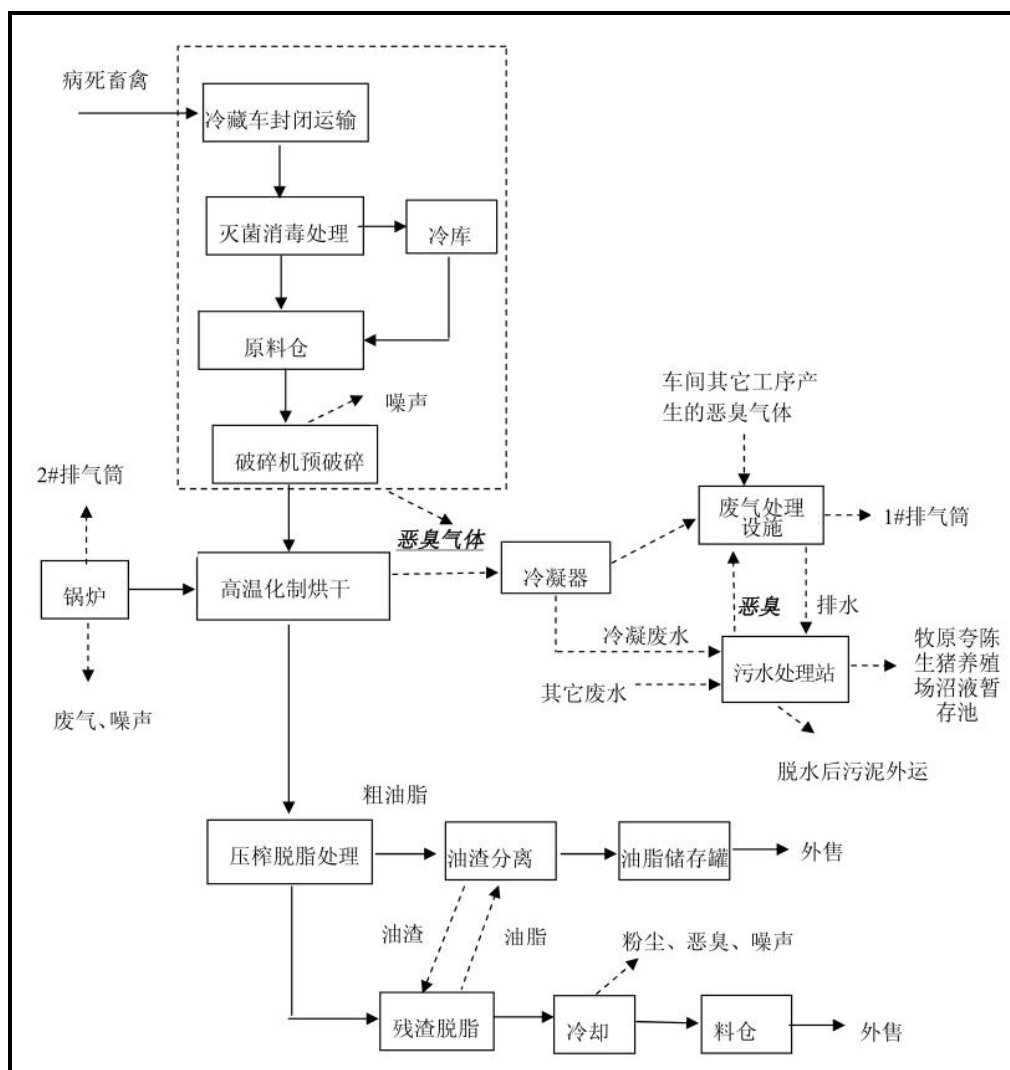 病死畜禽
冷藏车封闭运输
灭菌消毒处理
冷库
原料仓
噪声
车间其它工序产
生的恶臭气体
破碎机预破碎
2#排气筒
恶臭气体
废气处理
设施
1#排气筒
锅炉
高温化制烘干
冷凝器
恶臭
排水
冷凝废水
其它废水
污水处理站
牧原夸陈
生猪养殖
场沼液暂
存池
废气、噪声
脱水后污泥外运
粗油脂
压榨脱脂处理
油渣分离
油脂储存罐
外售
油渣
油脂
粉尘、恶臭、噪声
残渣脱脂
冷却
料仓
外售